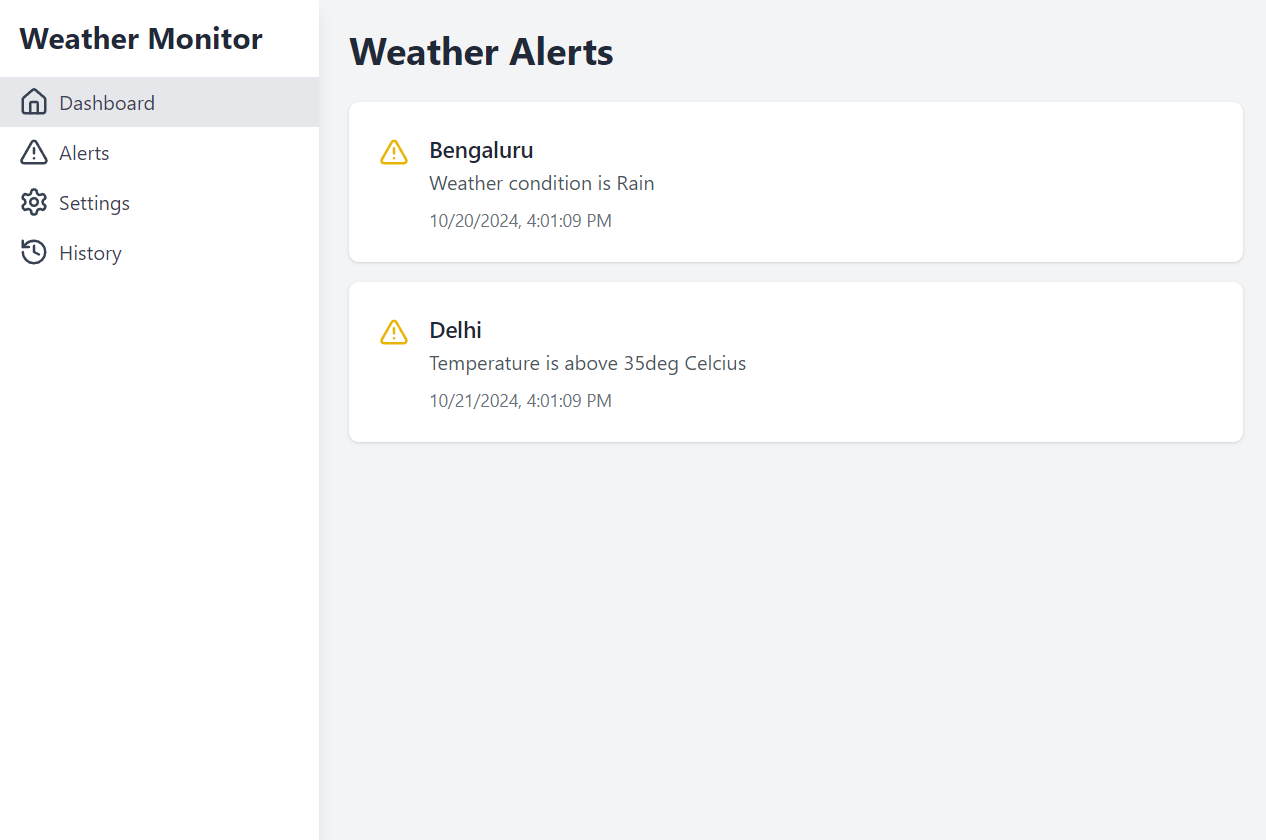 Weather Monitor
Dashboard
Alerts
Settings
History
Weather Alerts
Bengaluru
Weather condition is Rain
10/20/2024, 4:01:09 PM
Delhi
Temperature is above 35deg Celcius
10/21/2024, 4:01:09 PM